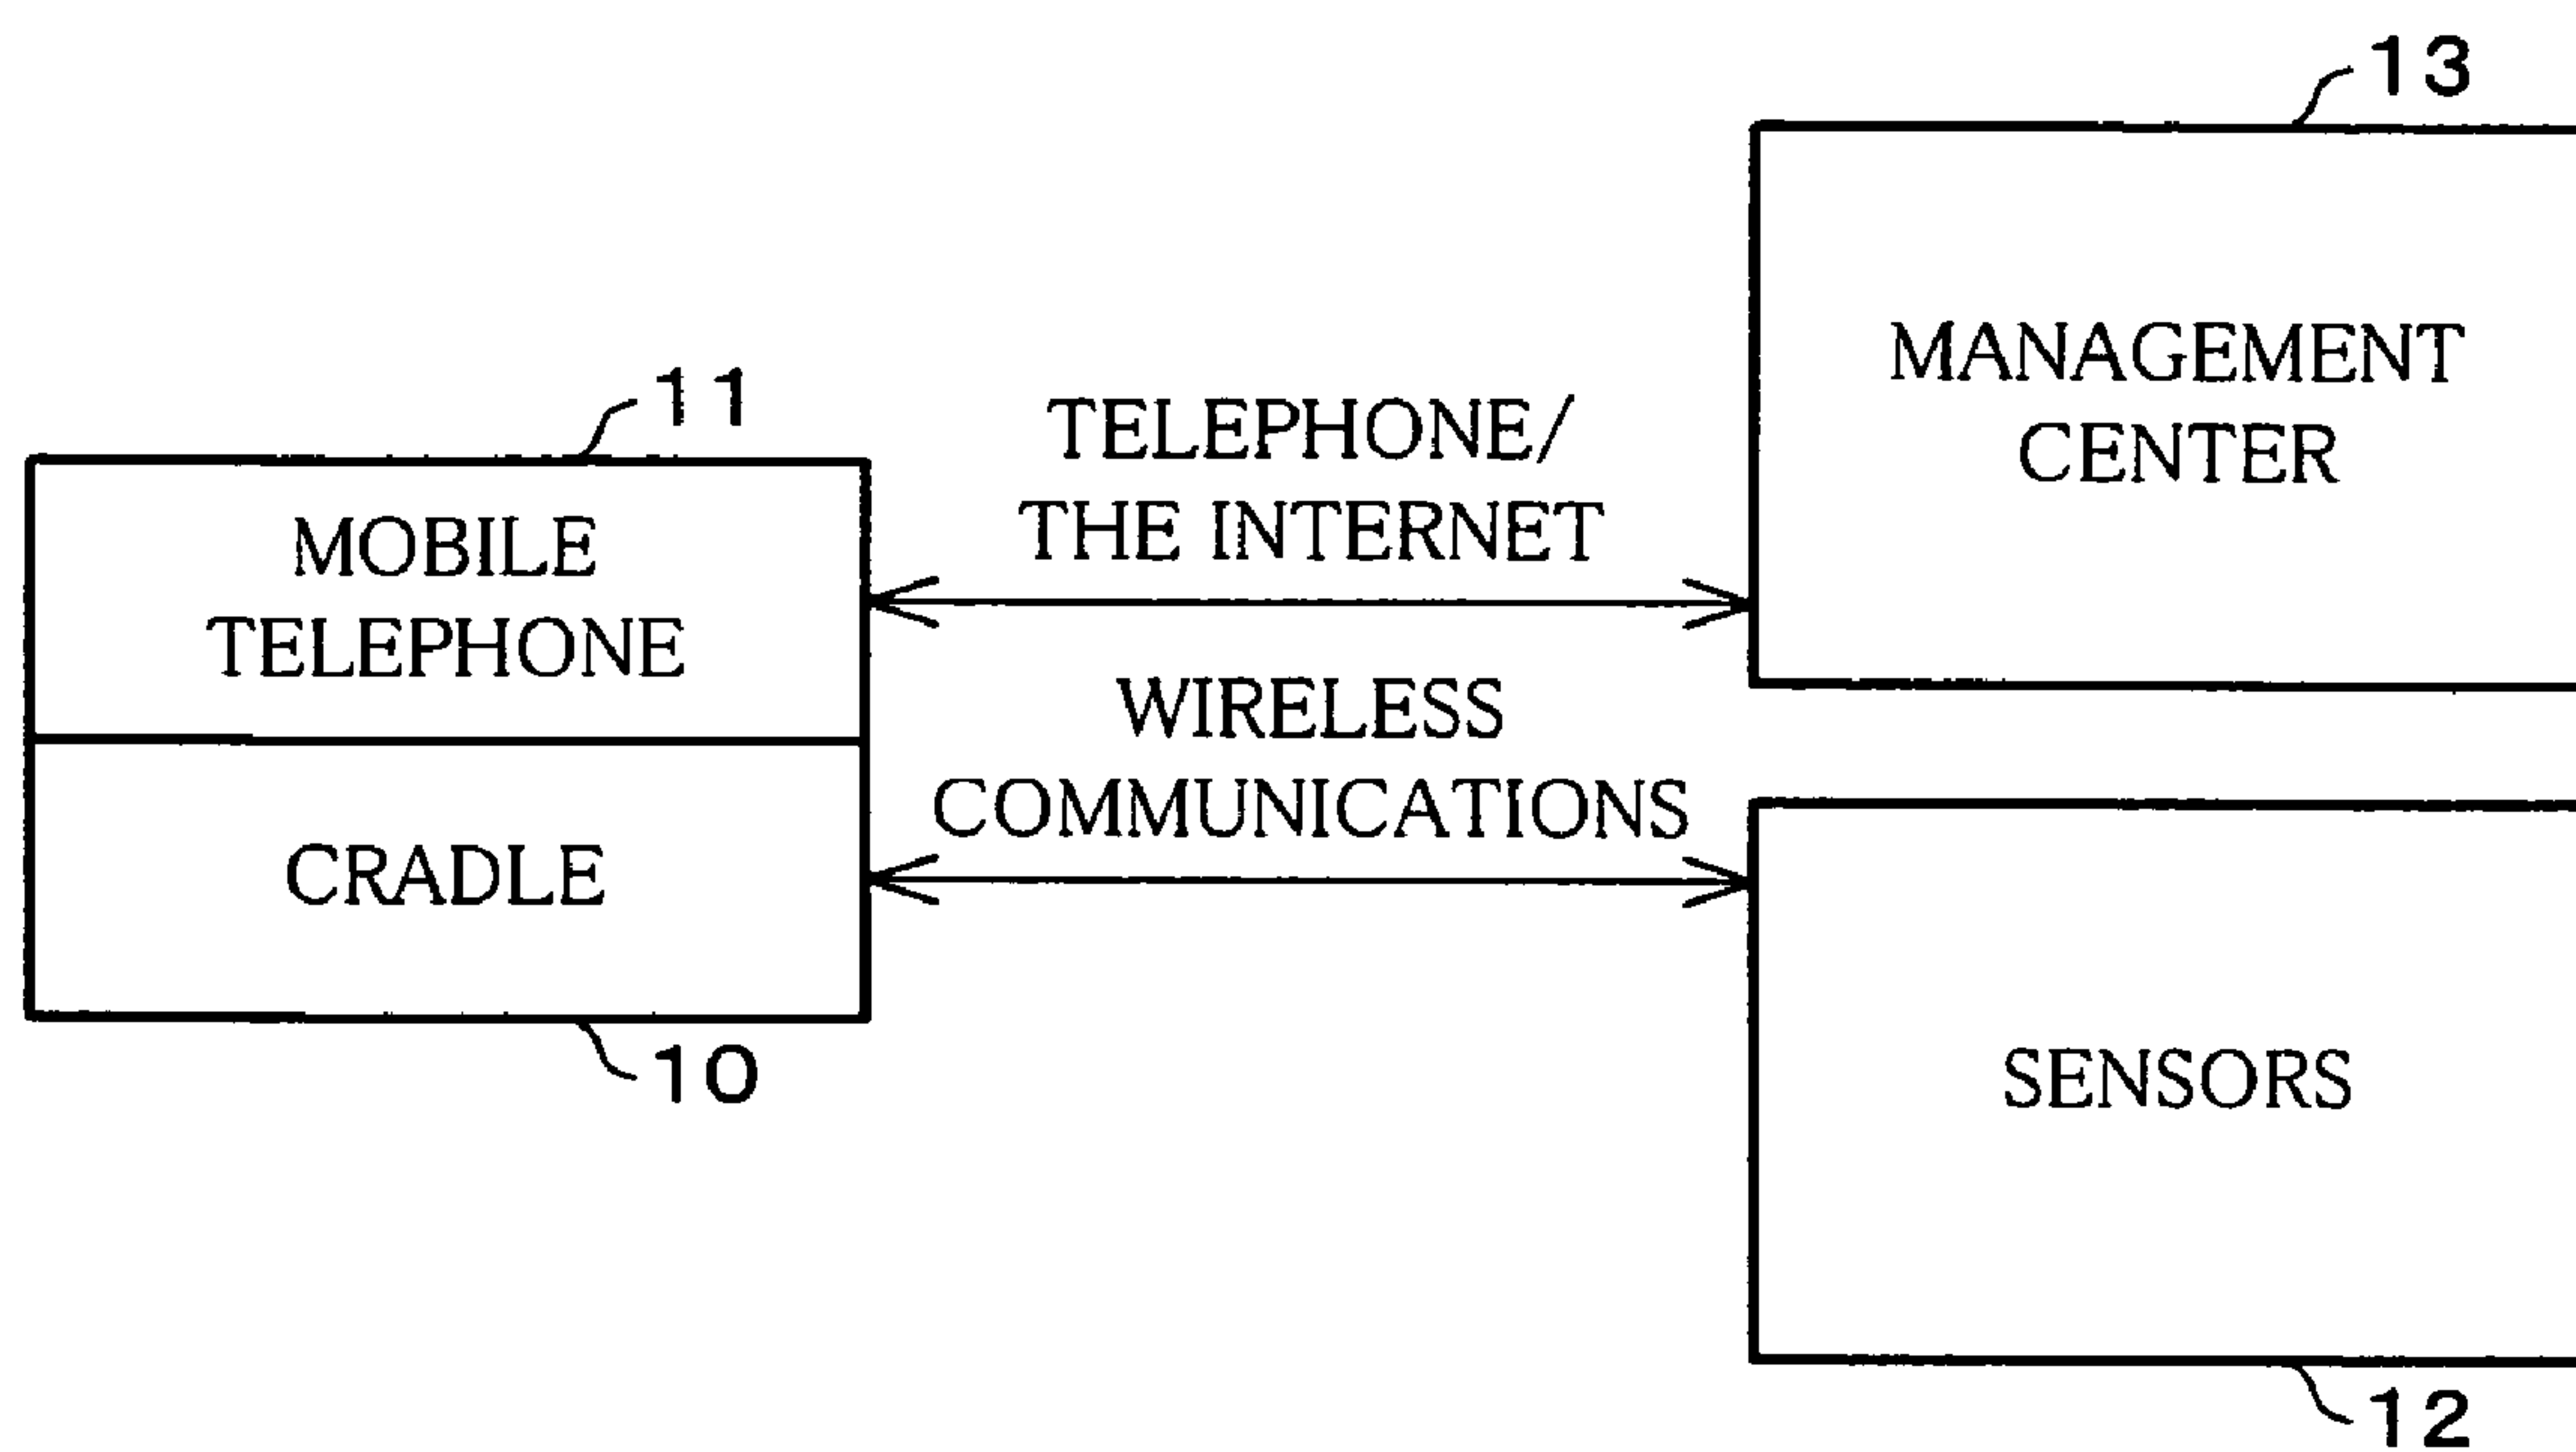 13
MANAGEMENT
CENTER
11
MOBILE
TELEPHONE
TELEPHONE/
THE INTERNET
WIRELESS
COMMUNICATIONS
CRADLE
10
SENSORS
12